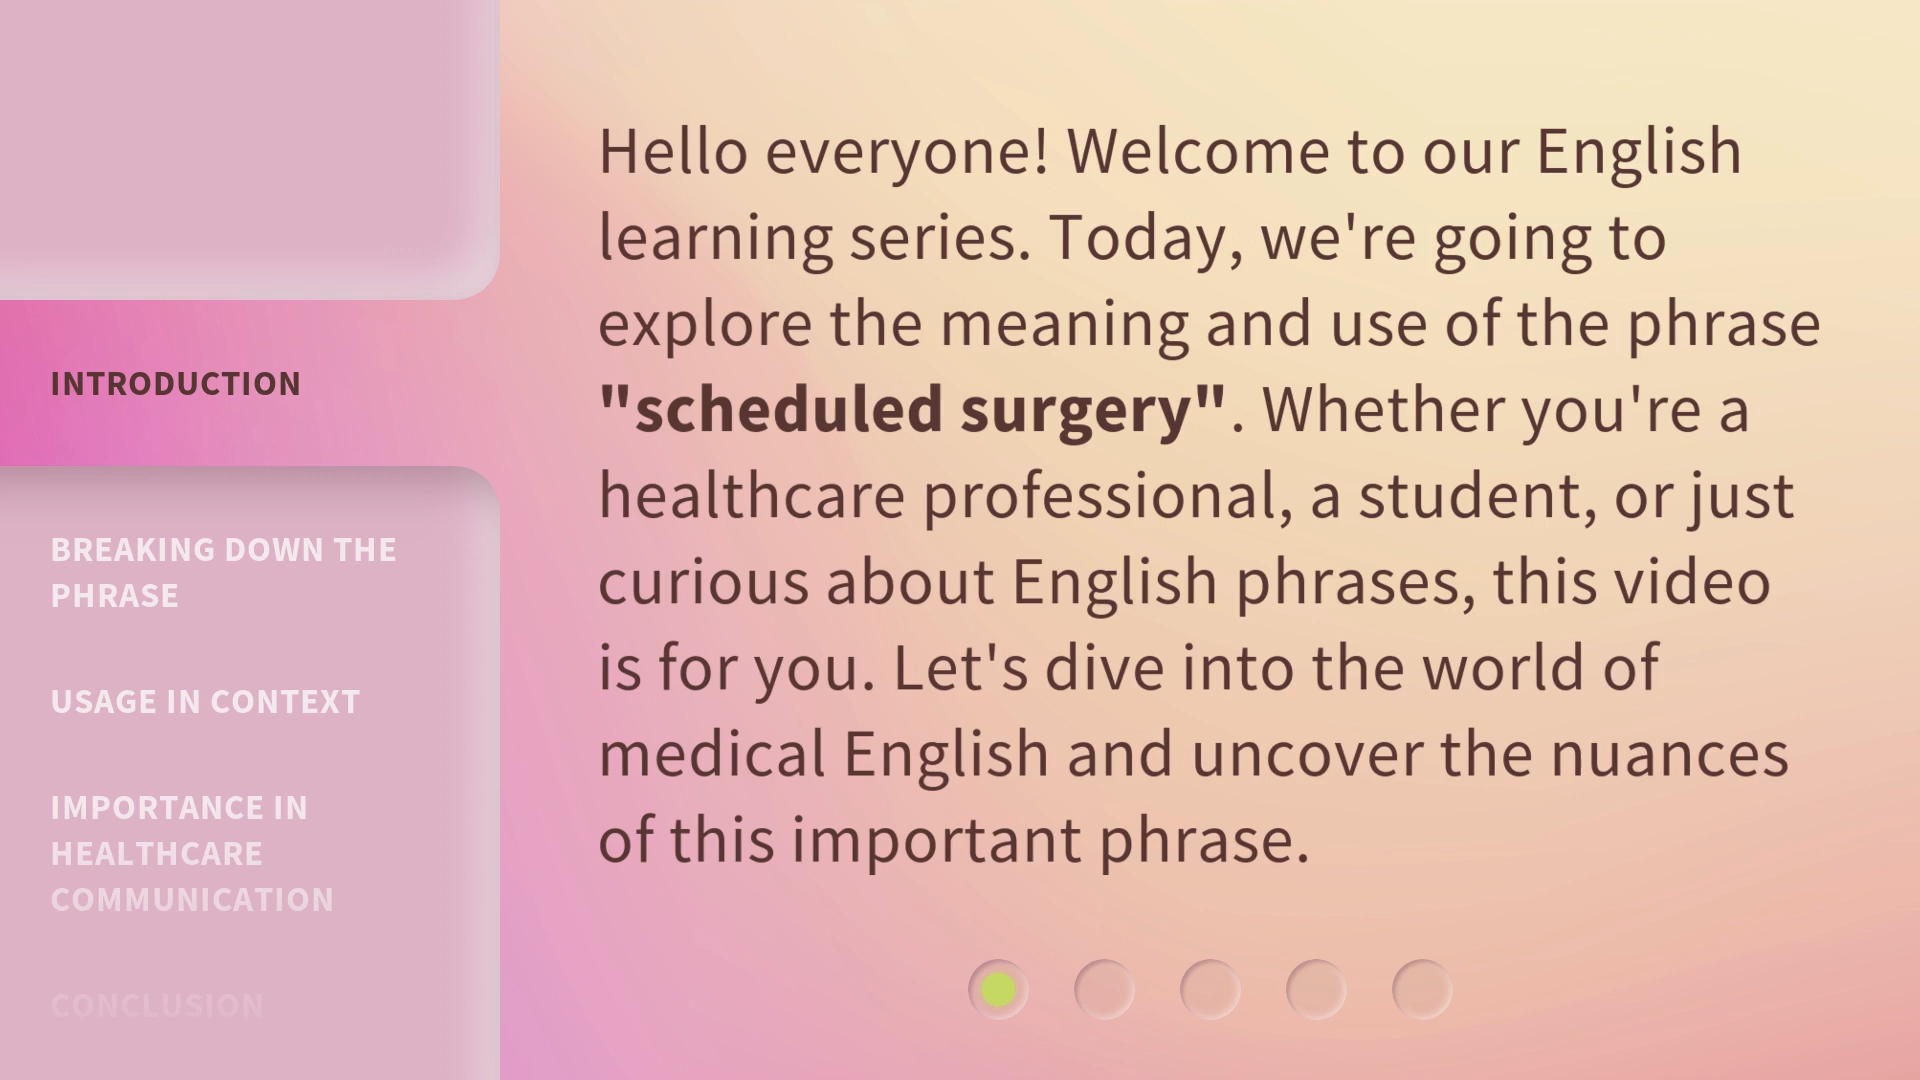 INTRODUCTION
BREAKING DOWN THE
PHRASE
USAGE IN CONTEXT
IMPORTANCE IN
HEALTHCARE
COMMUNICATION
CONCLUSION
Hello everyone! Welcome to our English
learning series. Today, we're going to
explore the meaning and use of the phrase
"scheduled surgery". Whether you're a
healthcare professional, a student, or just
curious about English phrases, this video
is for you. Let's dive into the world of
medical English and uncover the nuances
of this important phrase.